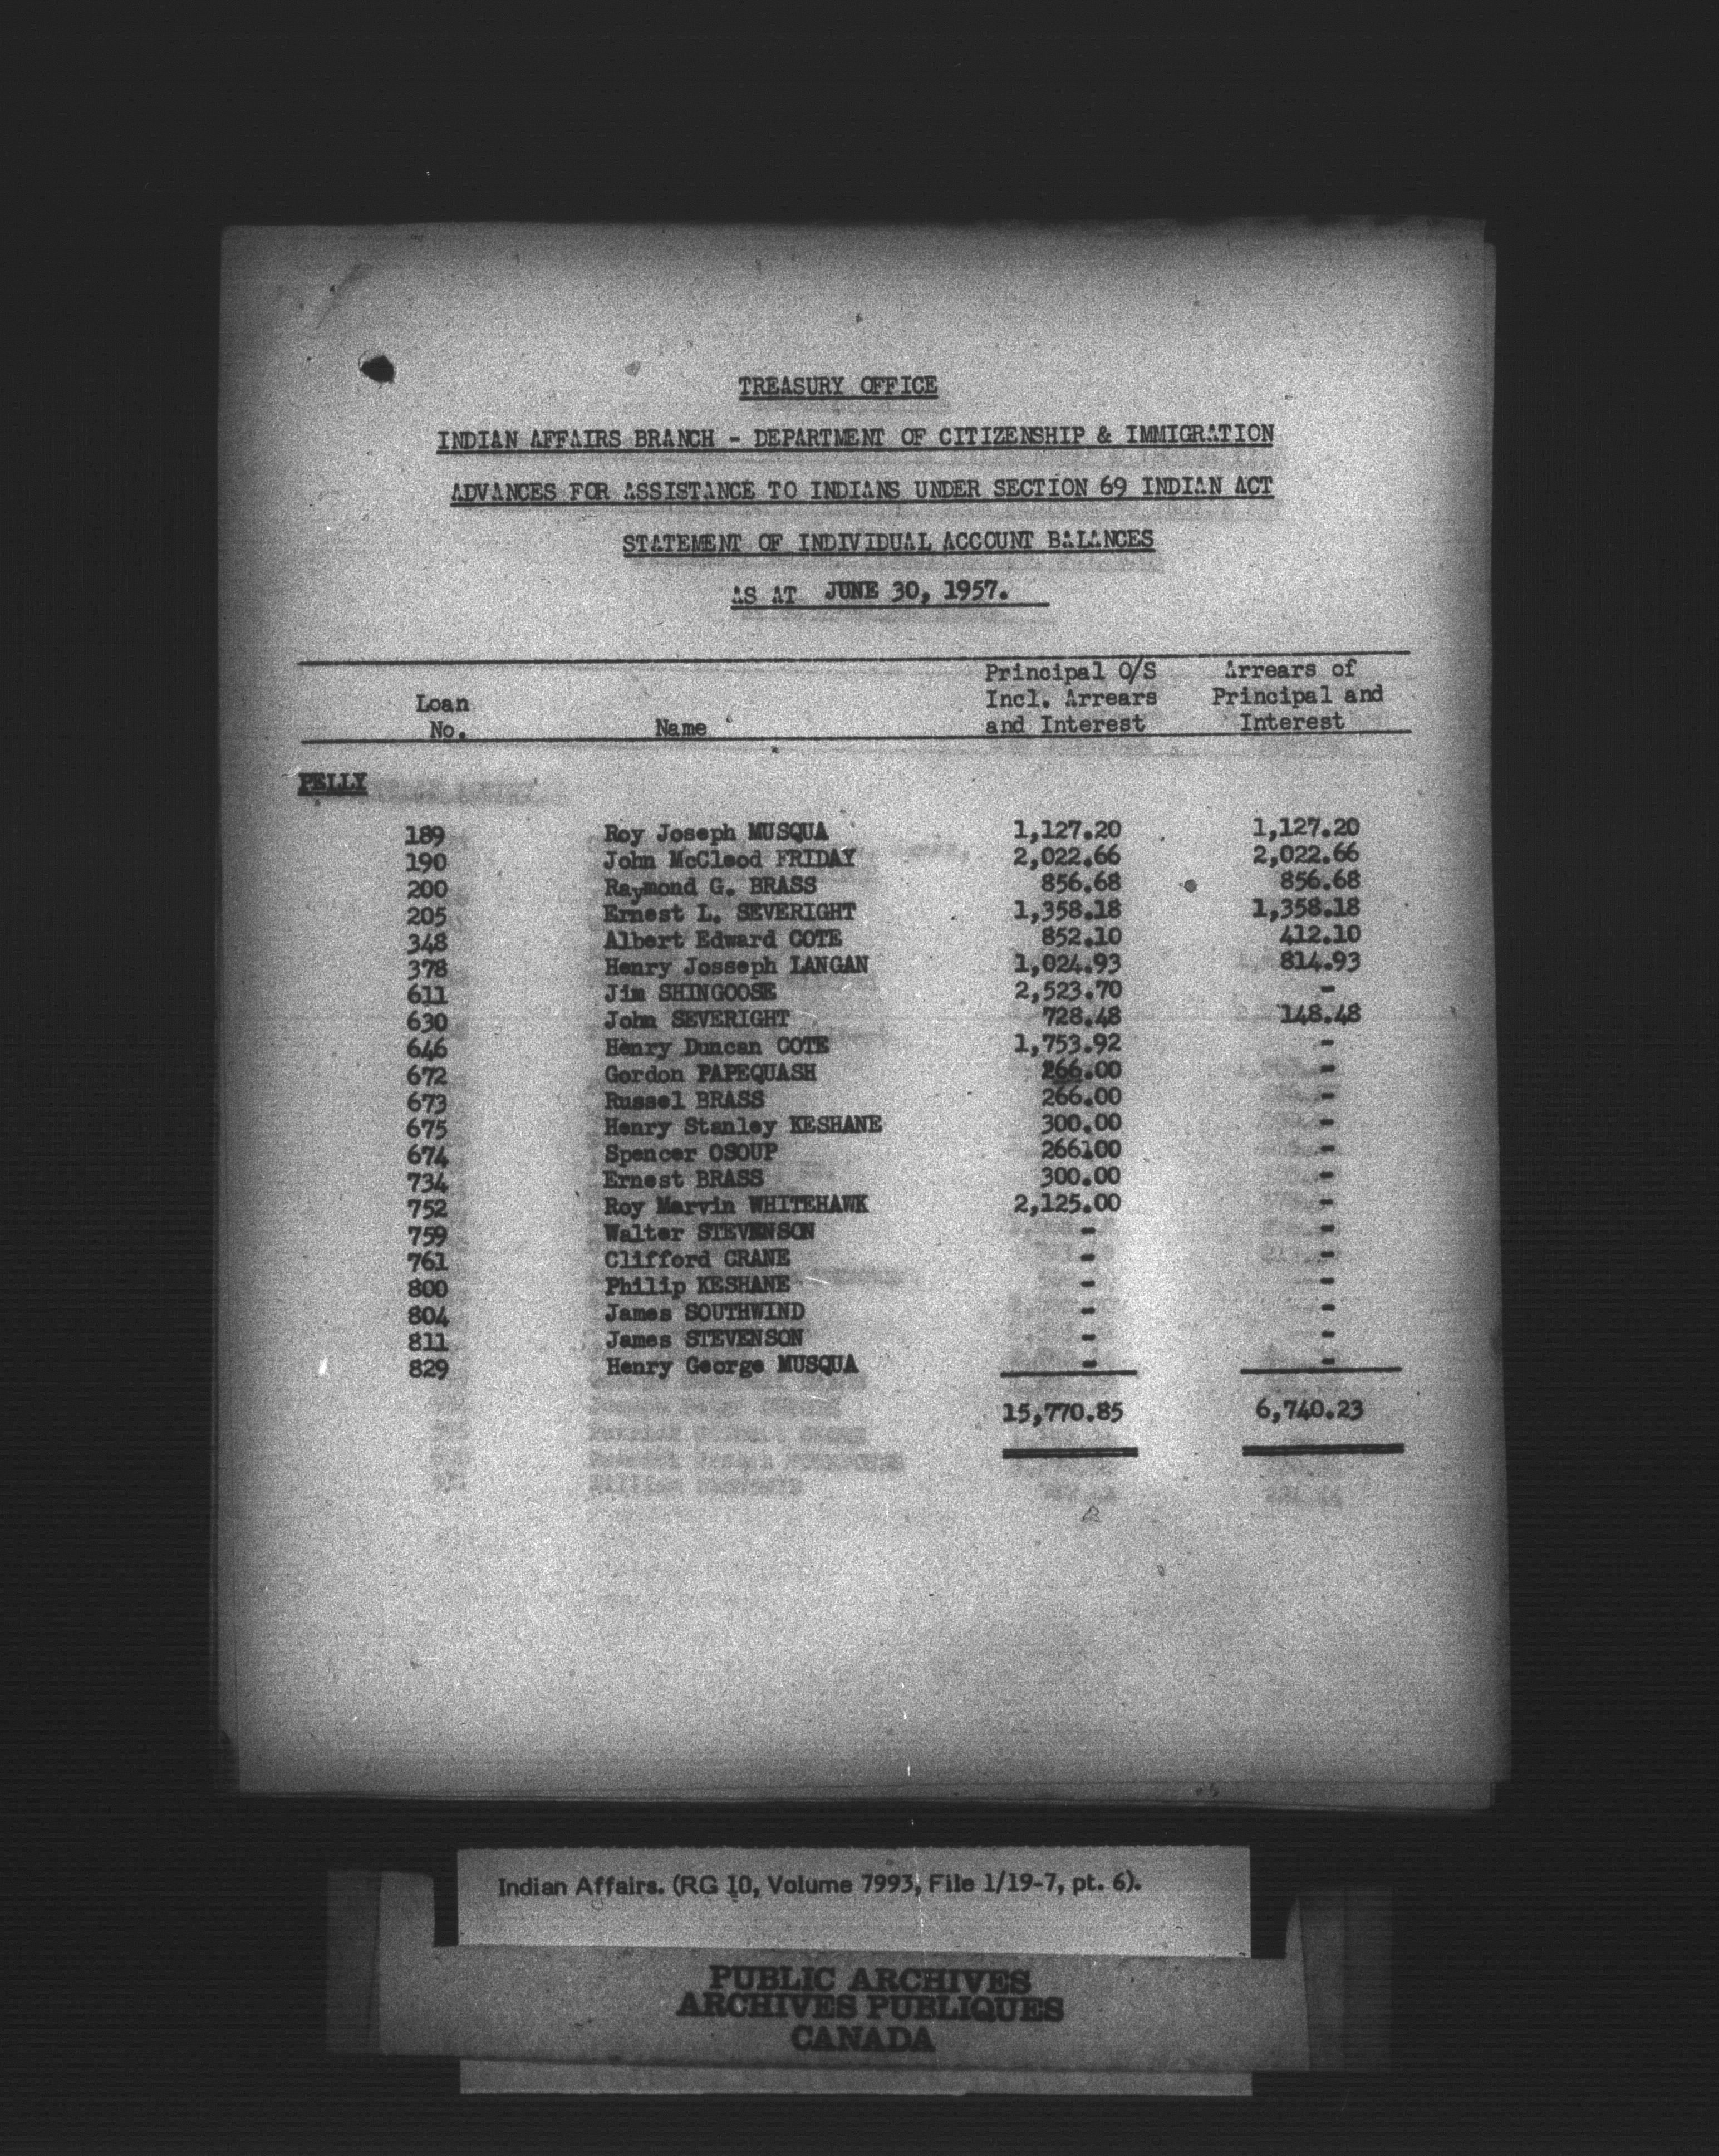 TREASURY OFFICE
INDIAN AFFAIRS BRANCH - DEPARTMENT OF CITIZENSHIP & IMMIGRATION
ADVANCES FOR ASSISTANCE TO INDIANS UNDER SECTION 69 INDIAN ACT
STATEMENT OF INDIVIDUAL ACCOUNT BALANCES
AS AT JUNE 30, 1957.
Loan No. Name Principal O/S Incl. Arrears and Interest Arrears of Principal and Interest
PELLY
189 Roy Joseph MUSQUA 1,127.20 1,127.20
190 John McCleod FRIDAY 2,022.66 2,022.66
200 Raymond G. BRASS 856.68 856.68
205 Ernest L. SEVERIGHT 1,358.18 1,358.18
348 Albert Edward COTE 852.10 412.10
378 Henry Josseph LANGAN 1,024.93 814.93
611 Jim SHINGOOSE 2,523.70 -
630 John SEVERIGHT 728.48 148.48
646 Henry Duncan COTE 1,753.92 -
672 Gordon PAPEQUASH 266.00 -
673 Russel BRASS 266.00 -
675 Henry Stanley KESHANE 300.00 -
674 Spencer OSOUP 266100 -
734 Ernest BRASS 300.00 -
752 Roy Marvin WHITEHAWK 2,125.00 -
759 Walter STEVENSON - -
761 Clifford CRANE - -
800 Philip KESHANE - -
804 James SOUTHWIND - -
811 James STEVENSON - -
829 Henry George MUSQUA - -
15,770.85 6,740.23
Indian Affairs. (RG 10, Volume 7993, File 1/19-7, pt. 6).
PUBLIC ARCHIVES
ARCHIVES PUBLIQUES
CANADA